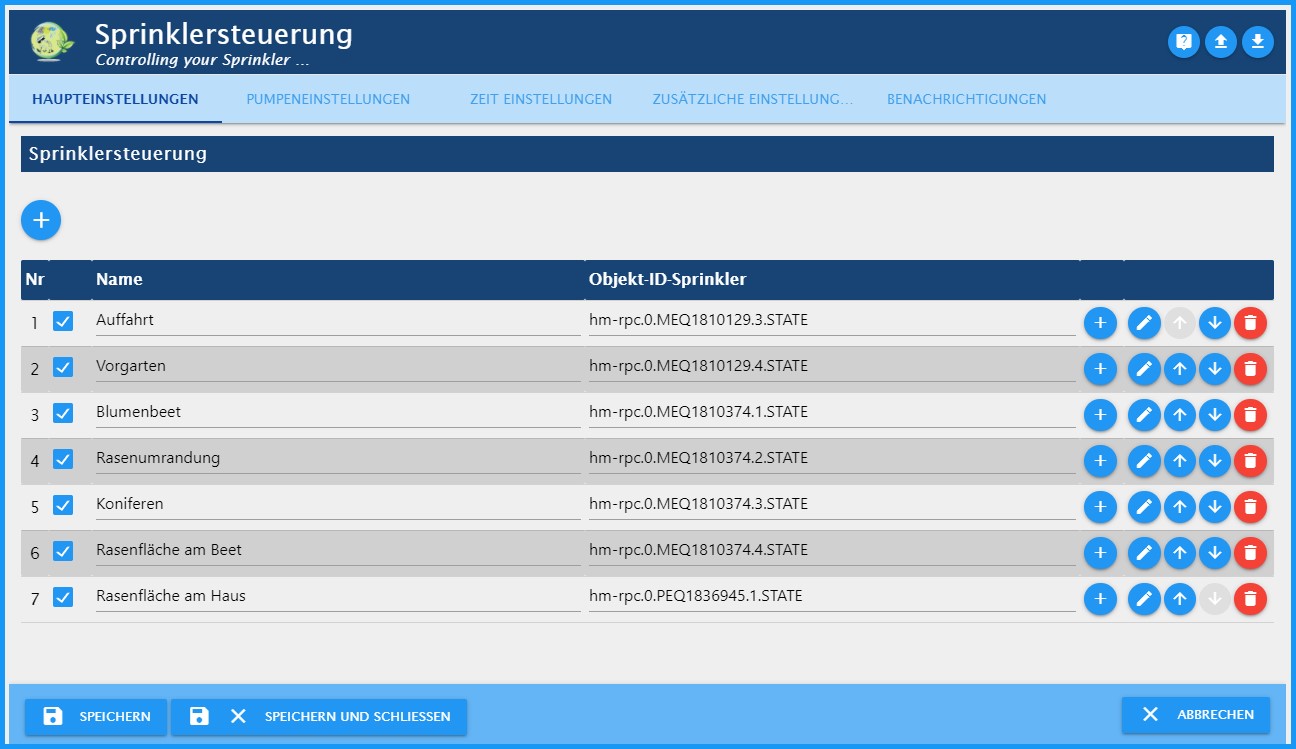 Sprinklersteuerung
Controlling your Sprinkler ...
HAUPTEINSTELLUNGEN PUMPENEINSTELLUNGEN ZEIT EINSTELLUNGEN ZUSÄTZLICHE EINSTELLUNG... BENACHRICHTIGUNGEN
Sprinklersteuerung
Nr Name Objekt-ID-Sprinkler
1 Auffahrt hm-rpc.0.MEQ1810129.3.STATE
2 Vorgarten hm-rpc.0.MEQ1810129.4.STATE
3 Blumenbeet hm-rpc.0.MEQ1810374.1.STATE
4 Rasenumrandung hm-rpc.0.MEQ1810374.2.STATE
5 Koniferen hm-rpc.0.MEQ1810374.3.STATE
6 Rasenfläche am Beet hm-rpc.0.MEQ1810374.4.STATE
7 Rasenfläche am Haus hm-rpc.0.PEQ1836945.1.STATE
SPEICHERN SPEICHERN UND SCHLIESSEN ABBRECHEN